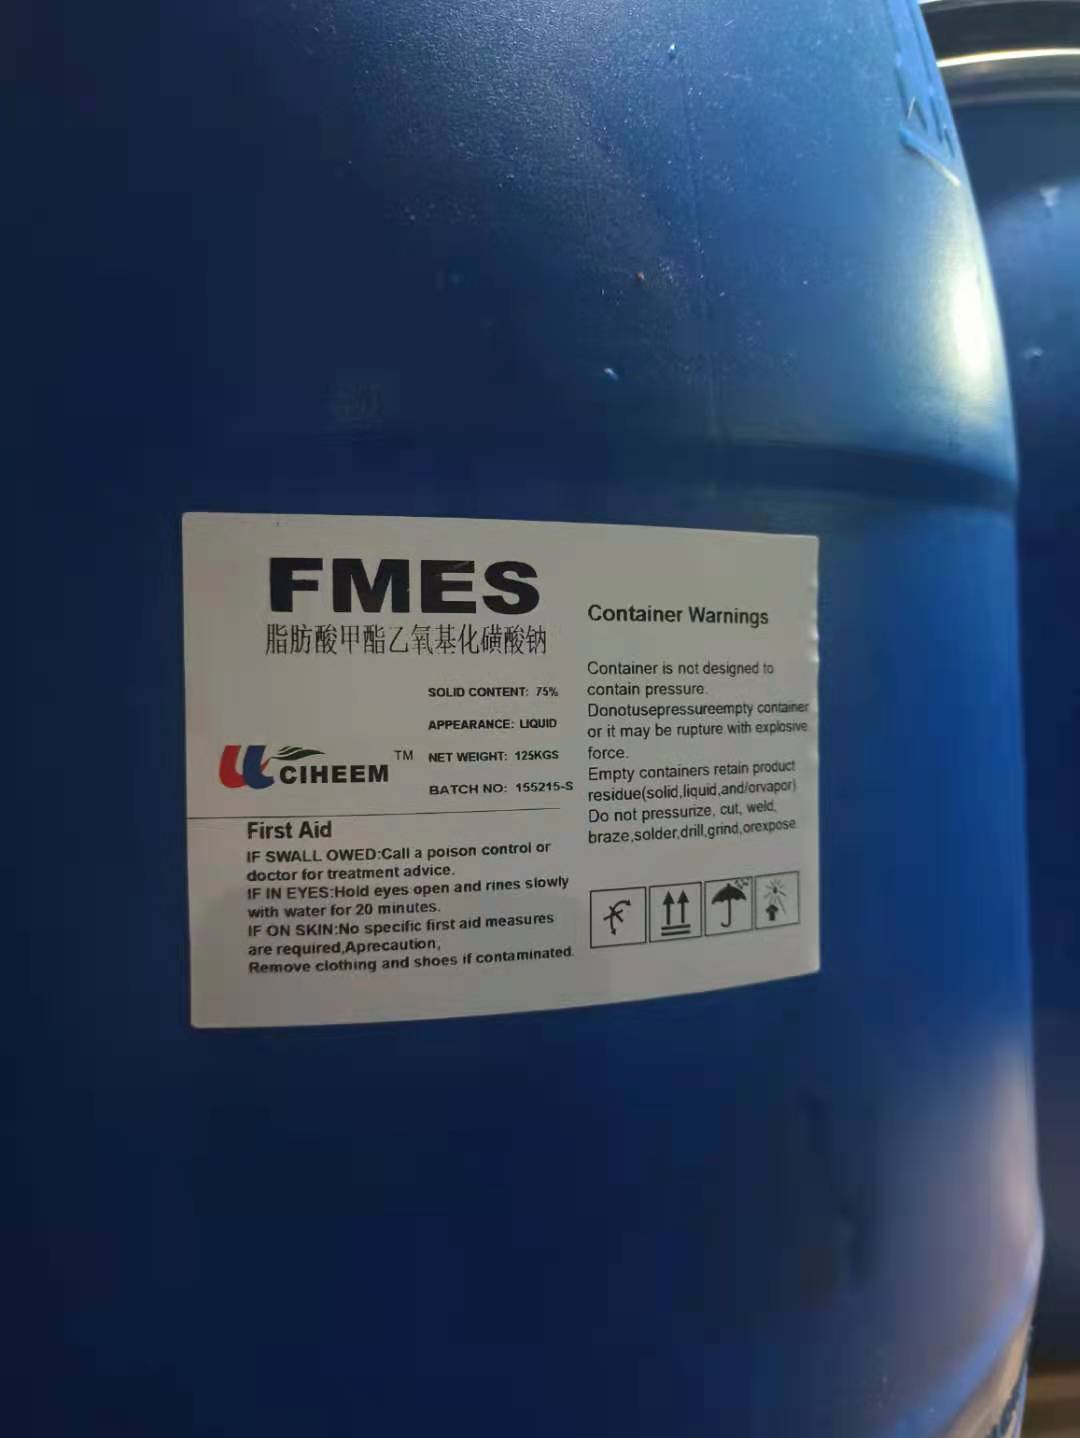 FMES
脂肪酸甲酯乙氧基化磺酸钠
SOLID CONTENT: 75%
APPEARANCE: LIQUID
NET WEIGHT: 125KGS
BATCH NO: 155215-S
CIHEEM TM
First Aid
IF SWALL OWED:Call a poison control or
doctor for treatment advice.
IF IN EYES:Hold eyes open and rines slowly
with water for 20 minutes.
IF ON SKIN:No specific first aid measures
are required,Aprecaution,
Remove clothing and shoes if contaminated.
Container Warnings
Container is not designed to
contain pressure.
Donotusepressureempty container
or it may be rupture with explosive
force.
Empty containers retain product
residue(solid,liquid,and/orvapor)
Do not pressurize, cut, weld,
braze,solder,drill,grind,orexpose.